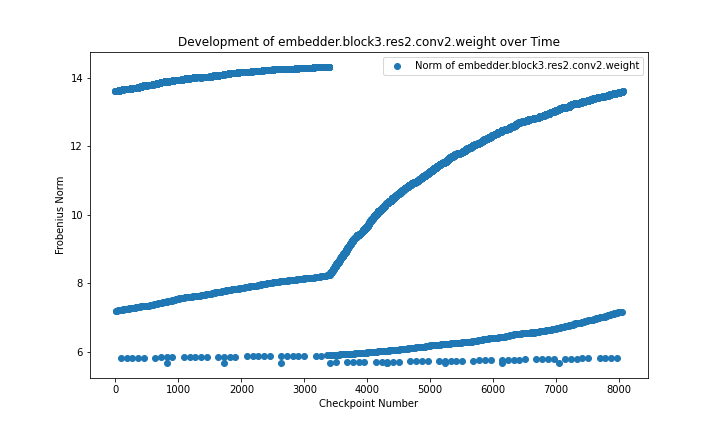 Development of embedder.block3.res2.conv2.weight over Time
Norm of embedder.block3.res2.conv2.weight
Frobenius Norm
14
12
10
8
6
0 1000 2000 3000 4000 5000 6000 7000 8000
Checkpoint Number